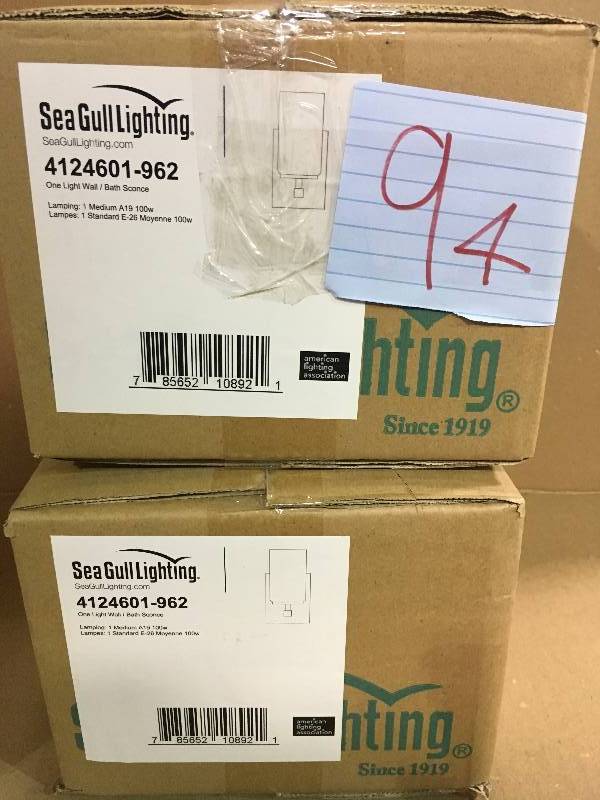 Sea Gull Lighting.
SeaGullLighting.com
4124601-962
One Light Wall / Bath Sconce
Lamping: 1 Medium A19 100w
Lampes: 1 Standard E-26 Moyenne 100w
94
7 85652 10892 1
american
lighting
association
hting®
Since 1919
Sea Gull Lighting.
SeaGullLighting.com
4124601-962
One Light Wall / Bath Sconce
Lamping: 1 Medium A19 100w
Lampes: 1 Standard E-26 Moyenne 100w
7 85652 10892 1
american
lighting
association
hting®
Since 1919